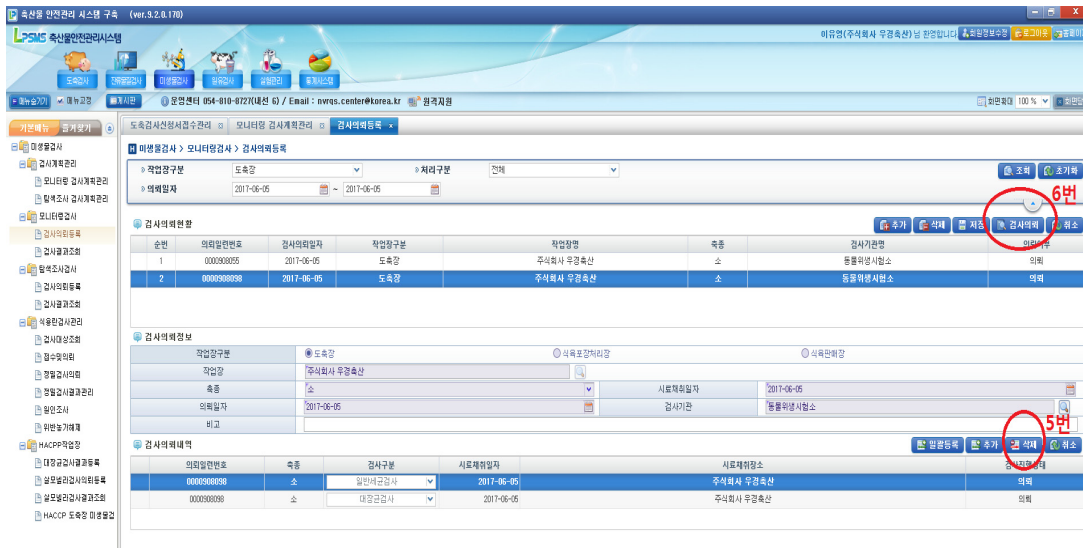 축산물 안전관리 시스템 구축 (ver.9.2.0.170)
LPSMS 축산물안전관리시스템
이유영(주식회사 우경축산) 님 환영합니다. 회원정보수정 로그아웃
도축검사 미생물검사 원유검사 실험관리 통계시스템
메뉴숨기기 메뉴고정 게시판 운영센터 054-810-8727(내선 6) / Email : nvrqs.center@korea.kr 원격지원 화면확대 100 %
기본메뉴 즐겨찾기 도축검사신청서접수관리 모니터링 검사계획관리 검사의뢰등록
미생물검사
검사계획관리
모니터링 검사계획관리
탐색조사 검사계획관리
모니터링검사
검사의뢰등록
검사결과조회
탐색조사검사
검사의뢰등록
검사결과조회
식용란검사관리
검사대상조회
접수및의뢰
정밀검사의뢰
정밀검사결과관리
원인조사
위반농가해제
HACCP작업장
대장균검사결과등록
살모넬라검사의뢰등록
살모넬라검사결과조회
HACCP 도축장 미생물검
미생물검사 > 모니터링검사 > 검사의뢰등록
작업장구분 도축장 처리구분 전체 조회 초기화
의뢰일자 2017-06-05 ~ 2017-06-05
6번
검사의뢰현황 추가 삭제 저장 검사의뢰 취소
순번 의뢰일련번호 검사의뢰일자 작업장구분 작업장명 축종 검사기관명 의뢰여부
1 0000908055 2017-06-05 도축장 주식회사 우경축산 소 동물위생시험소 의뢰
2 0000908098 2017-06-05 도축장 주식회사 우경축산 소 동물위생시험소 의뢰
검사의뢰정보
작업장구분 도축장 식육포장처리장 식육판매장
작업장 주식회사 우경축산
축종 소 시료채취일자 2017-06-05
의뢰일자 2017-06-05 검사기관 동물위생시험소
비고
5번
검사의뢰내역 일괄등록 추가 삭제 취소
의뢰일련번호 축종 검사구분 시료채취일자 시료채취장소 검사진행상태
0000908098 소 일반세균검사 2017-06-05 주식회사 우경축산 의뢰
0000908098 소 대장균검사 2017-06-05 주식회사 우경축산 의뢰